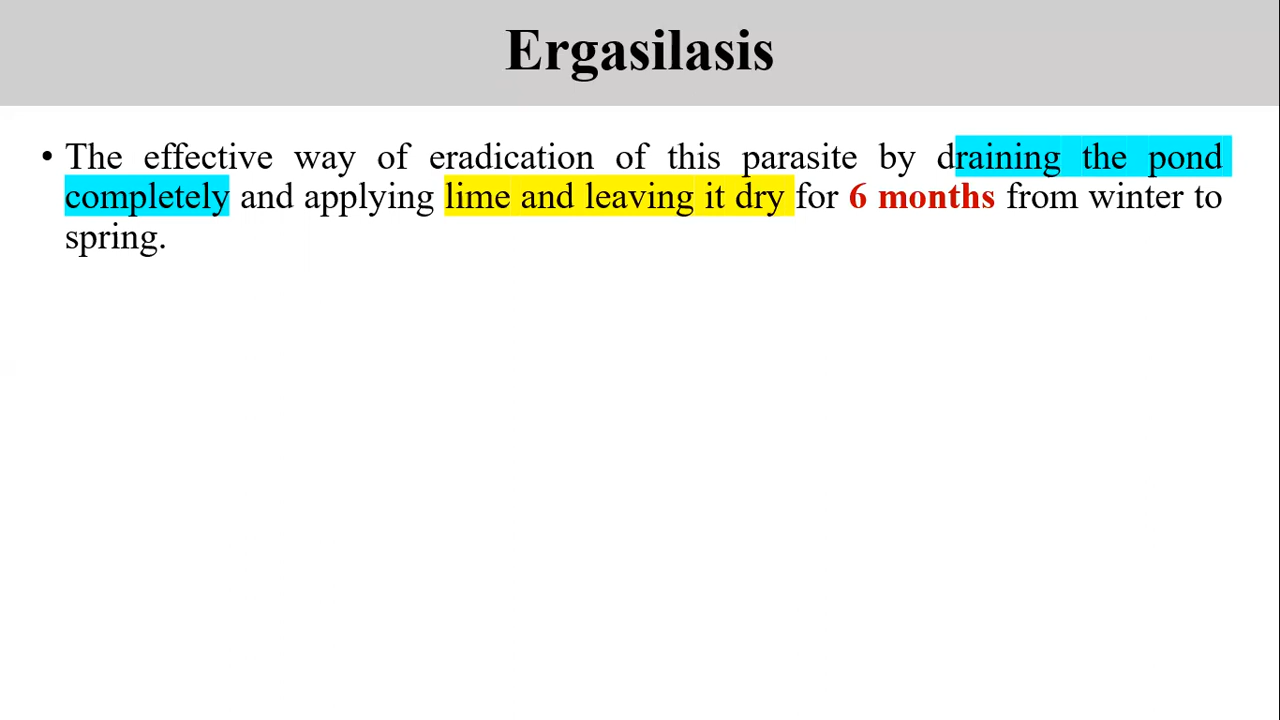 Ergasilasis
• The effective way of eradication of this parasite by draining the pond
completely and applying lime and leaving it dry for 6 months from winter to
spring.